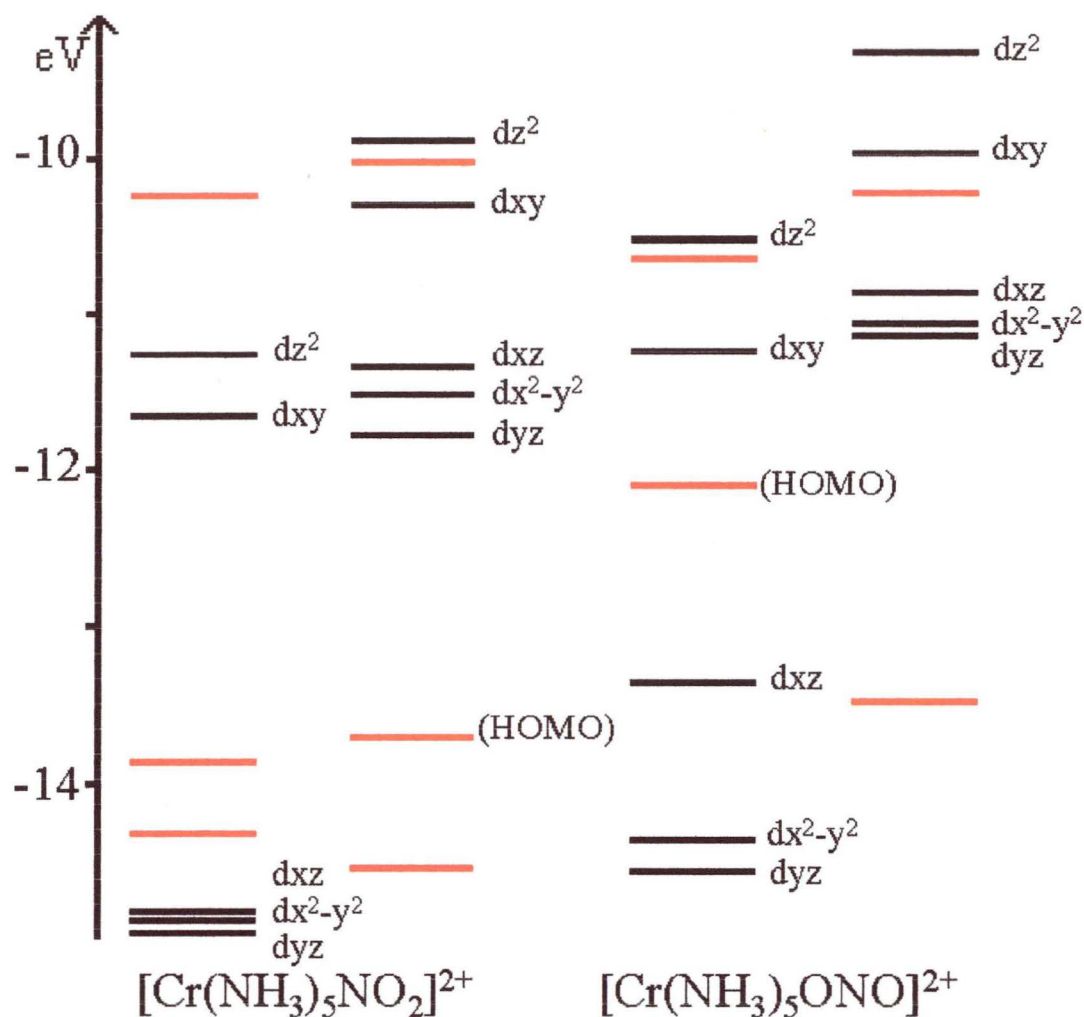 eV
-10
-12
-14
dz²
dxy
dxz
dx²-y²
dyz
dz²
dxy
dxz
dx²-y²
dyz
(HOMO)
dz²
dxy
(HOMO)
dxz
dx²-y²
dyz
dz²
dxy
dxz
dx²-y²
dyz
[Cr(NH₃)₅NO₂]²⁺
[Cr(NH₃)₅ONO]²⁺